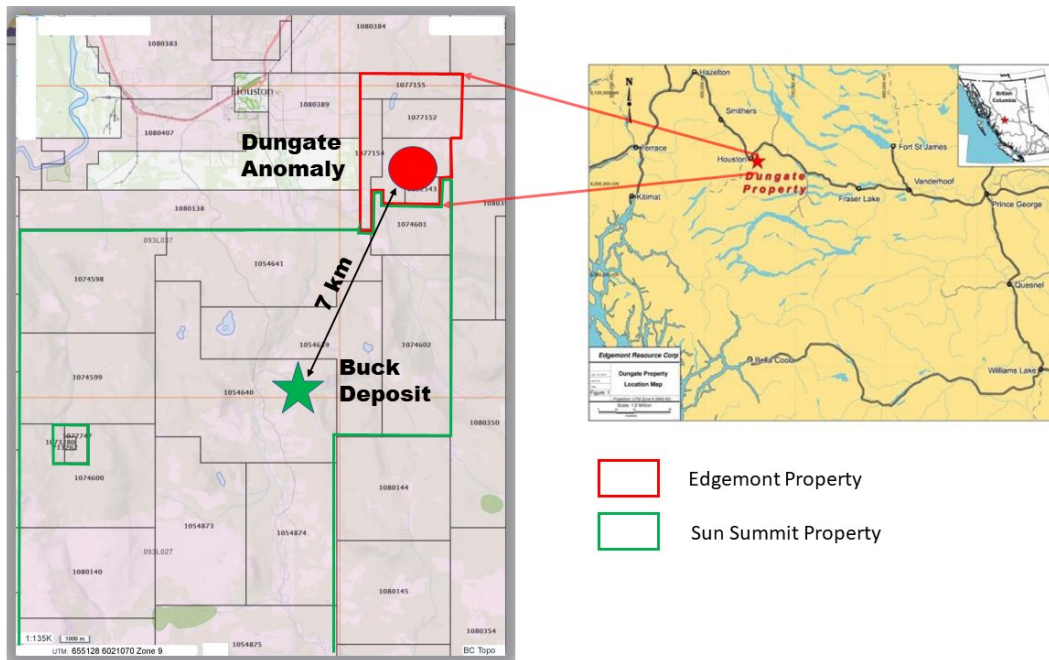 1080383
1080384
Houston
1077155
1080389
1077152
1080407
Dungate
Anomaly
1077154
1080138
1074601
093L037
1054641
1074598
7 km
1074602
Buck
Deposit
1074599
1054640
1072747
1073280
1080350
1074600
1080144
1054873
1054874
093L027
1080140
1080145
1080354
1:135K
1000 m
1054875
UTM: 655128 6021070 Zone 9
BC Topo
N
Hazelton
British
Columbia
Smithers
Terrace
Houston
Fort St James
Dungate
Property
Vanderhoof
Fraser Lake
Prince George
Kitimat
Quesnel
Bella Coola
Williams Lake
Edgemont Resource Corp
Dungate Property
Location Map
Figure 1
Edgemont Property
Sun Summit Property